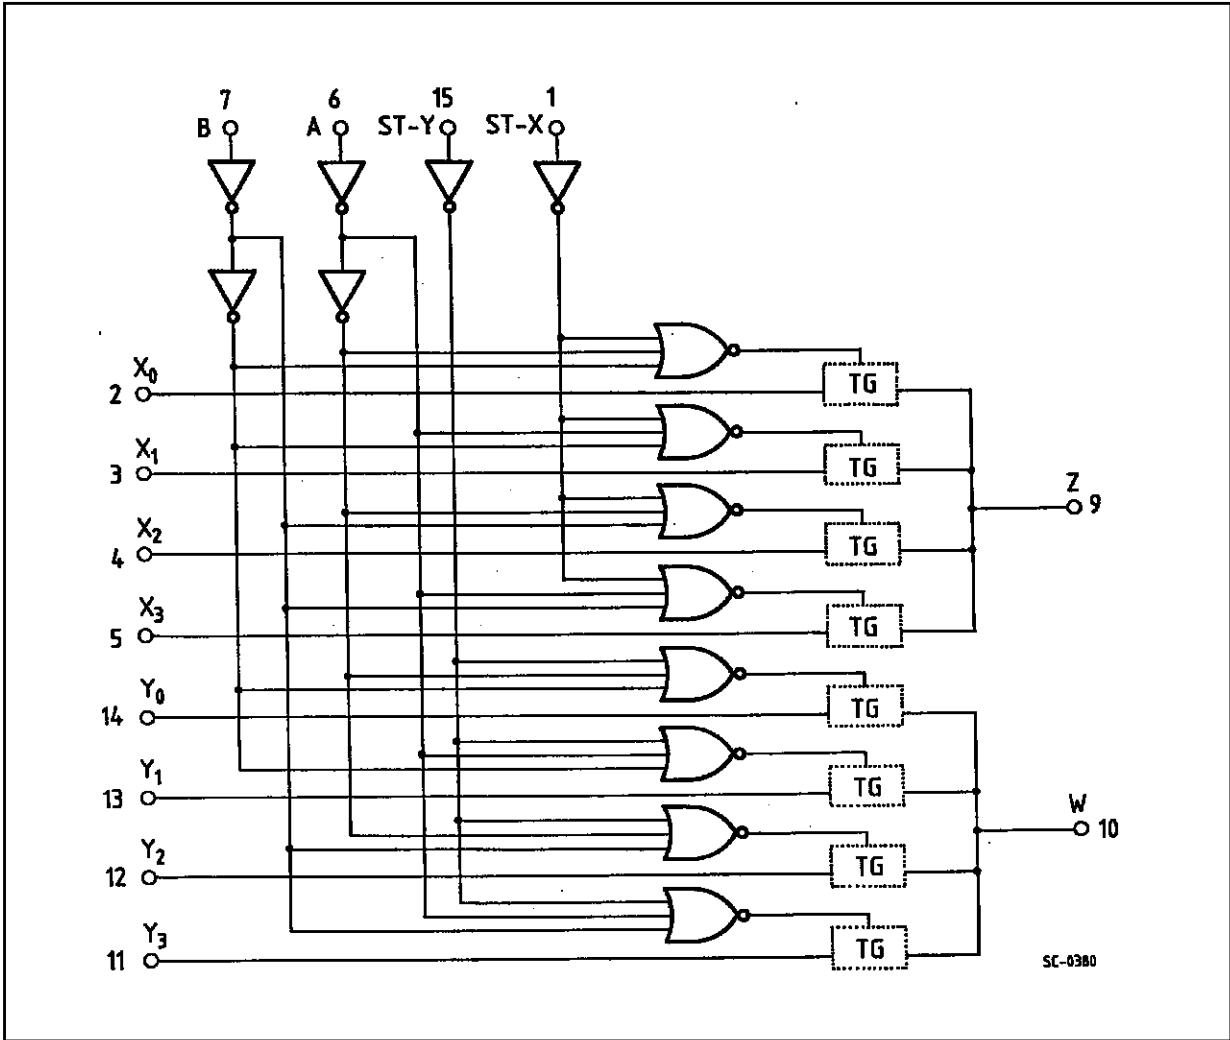 7 6 15 1
B A ST-Y ST-X
X0
2 TG
X1
3 TG
Z
9
X2
4 TG
X3
5 TG
Y0
14 TG
Y1
13 TG
W
10
Y2
12 TG
Y3
11 TG
SC-0380